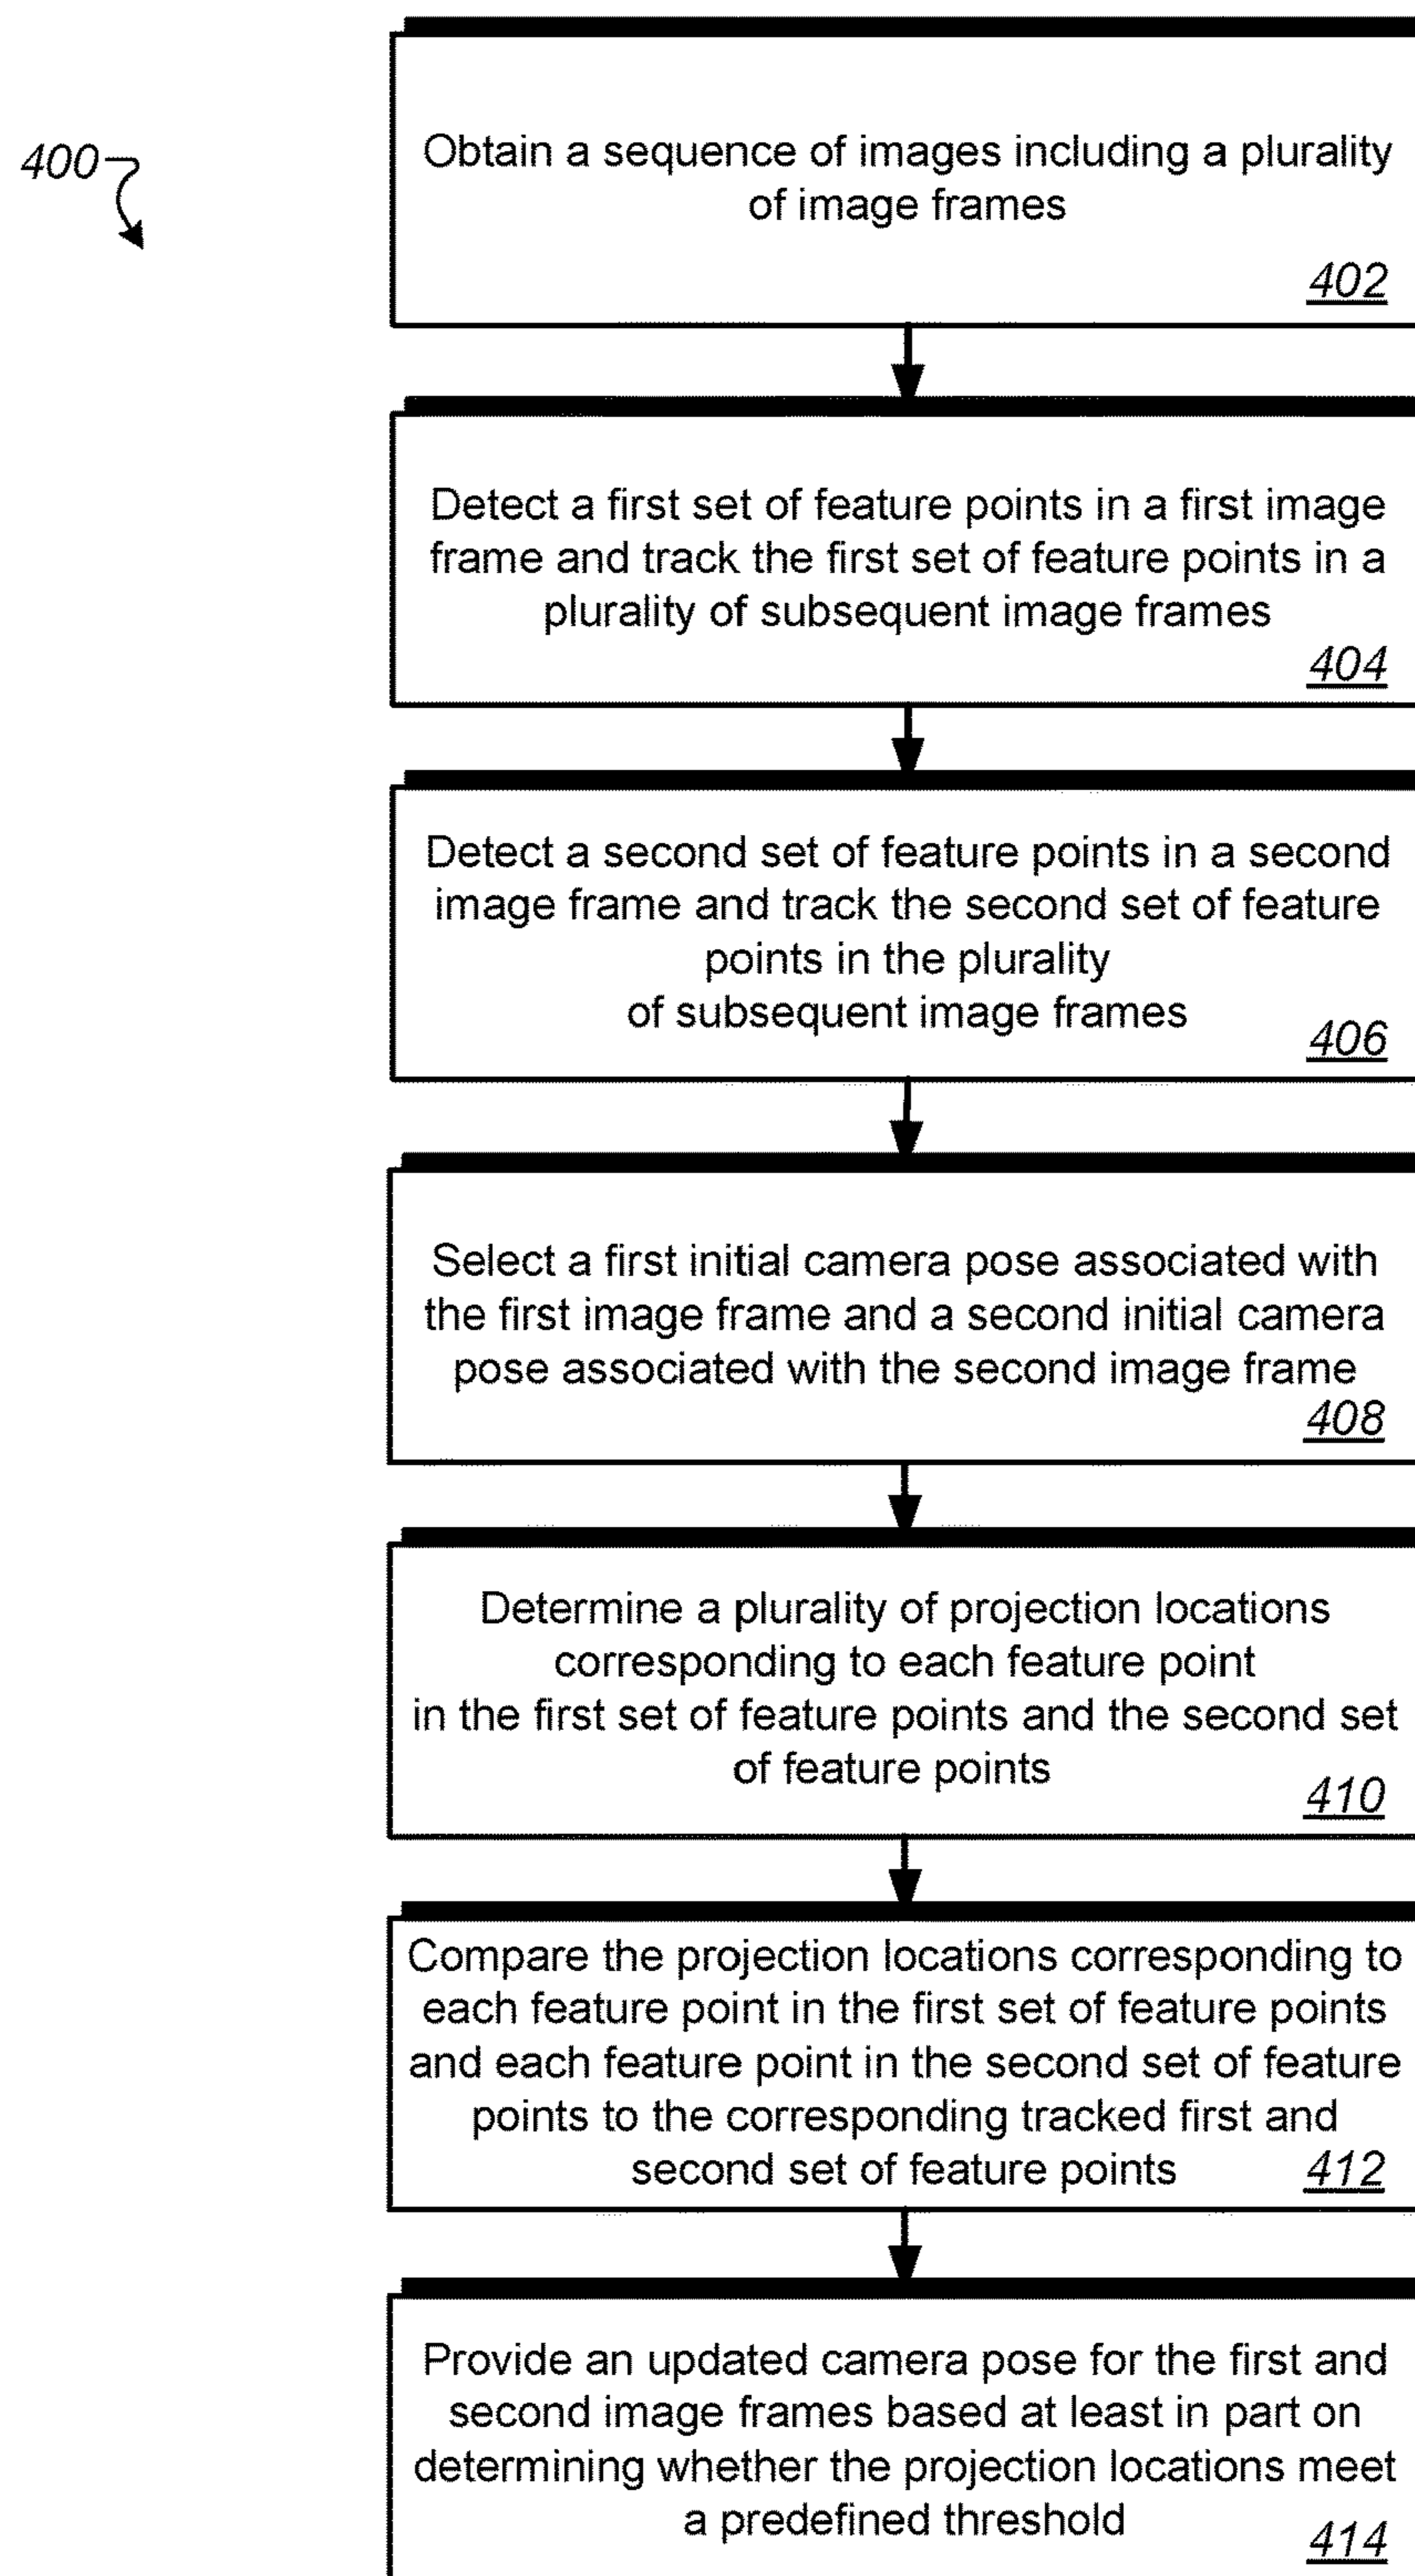 400
Obtain a sequence of images including a plurality
of image frames
402
Detect a first set of feature points in a first image
frame and track the first set of feature points in a
plurality of subsequent image frames
404
Detect a second set of feature points in a second
image frame and track the second set of feature
points in the plurality
of subsequent image frames
406
Select a first initial camera pose associated with
the first image frame and a second initial camera
pose associated with the second image frame
408
Determine a plurality of projection locations
corresponding to each feature point
in the first set of feature points and the second set
of feature points
410
Compare the projection locations corresponding to
each feature point in the first set of feature points
and each feature point in the second set of feature
points to the corresponding tracked first and
second set of feature points
412
Provide an updated camera pose for the first and
second image frames based at least in part on
determining whether the projection locations meet
a predefined threshold
414